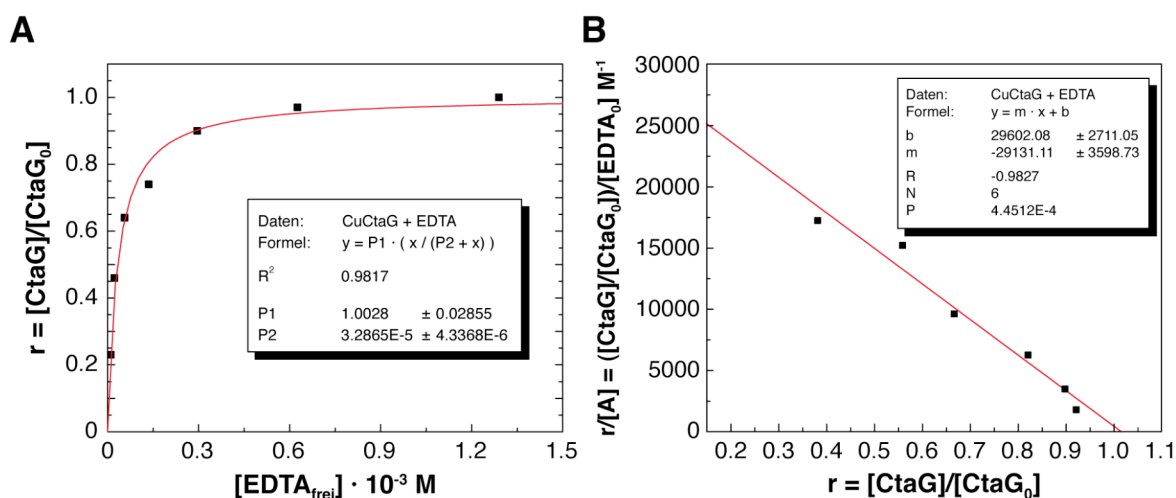 A
r = [CtaG]/[CtaG0]
1.0
0.8
0.6
0.4
0.2
0
Daten: CuCtaG + EDTA
Formel: y = P1 · ( x / (P2 + x) )
R² 0.9817
P1 1.0028 ± 0.02855
P2 3.2865E-5 ± 4.3368E-6
0 0.3 0.6 0.9 1.2 1.5
[EDTAfrei] · 10⁻³ M
B
r/[A] = ([CtaG]/[CtaG0])/[EDTA0] M⁻¹
30000
25000
20000
15000
10000
5000
0
Daten: CuCtaG + EDTA
Formel: y = m · x + b
b 29602.08 ± 2711.05
m -29131.11 ± 3598.73
R -0.9827
N 6
P 4.4512E-4
0.2 0.3 0.4 0.5 0.6 0.7 0.8 0.9 1.0 1.1
r = [CtaG]/[CtaG0]